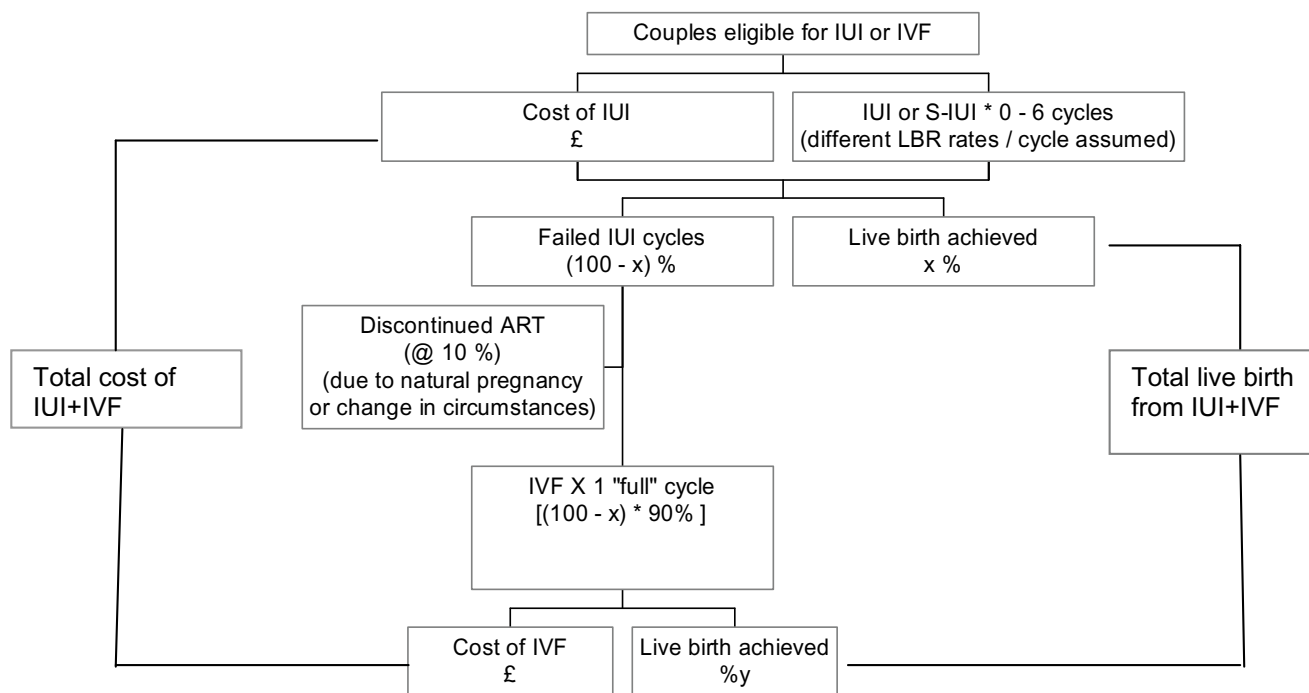 Couples eligible for IUI or IVF
Cost of IUI
£
IUI or S-IUI * 0 - 6 cycles
(different LBR rates / cycle assumed)
Failed IUI cycles
(100 - x) %
Live birth achieved
x %
Discontinued ART
(@ 10 %)
(due to natural pregnancy
or change in circumstances)
Total cost of
IUI+IVF
Total live birth
from IUI+IVF
IVF X 1 "full" cycle
[(100 - x) * 90% ]
Cost of IVF
£
Live birth achieved
%y